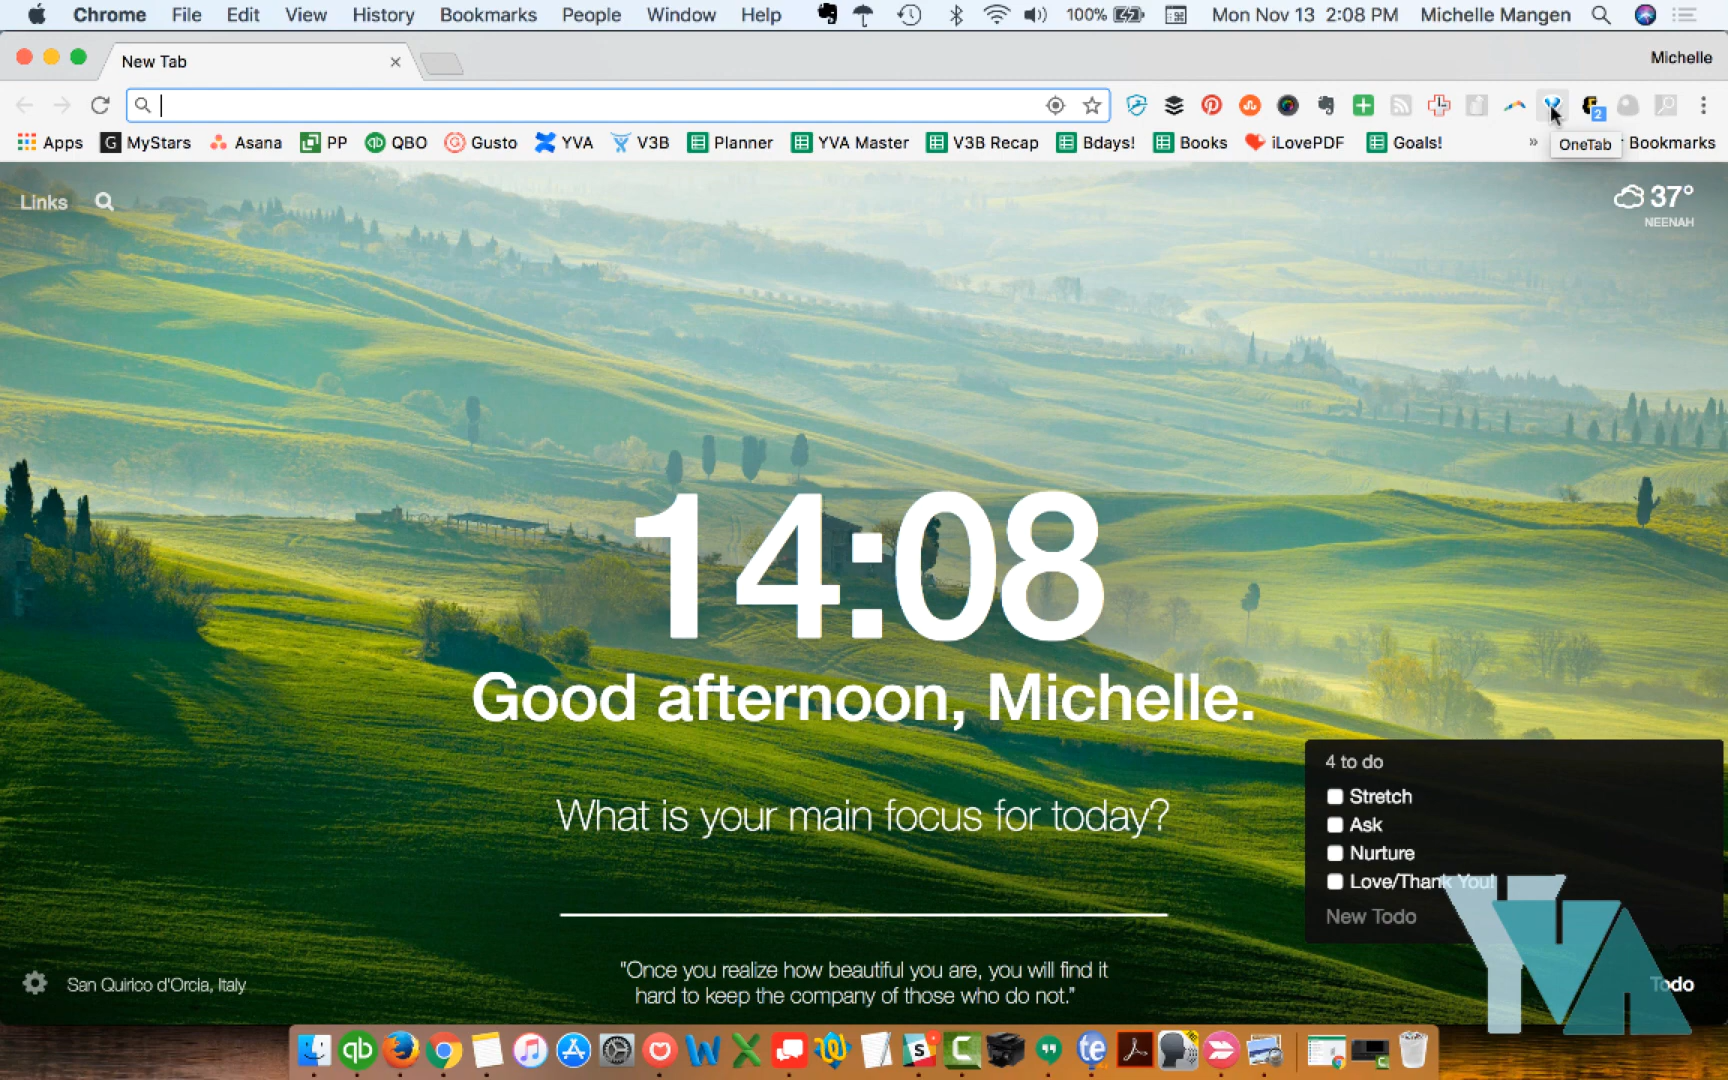 Chrome File Edit View History Bookmarks People Window Help 100% Mon Nov 13 2:08 PM Michelle Mangen
New Tab Michelle
Apps G MyStars Asana PP QBO Gusto YVA V3B Planner YVA Master V3B Recap Bdays! Books iLovePDF Goals! » OneTab Bookmarks
2
Links 37°
NEENAH
14:08
Good afternoon, Michelle.
What is your main focus for today?
4 to do
Stretch
Ask
Nurture
Love/Thank You!
New Todo
"Once you realize how beautiful you are, you will find it
hard to keep the company of those who do not."
San Quirico d'Orcia, Italy
Todo
YVA
qb W X S C te